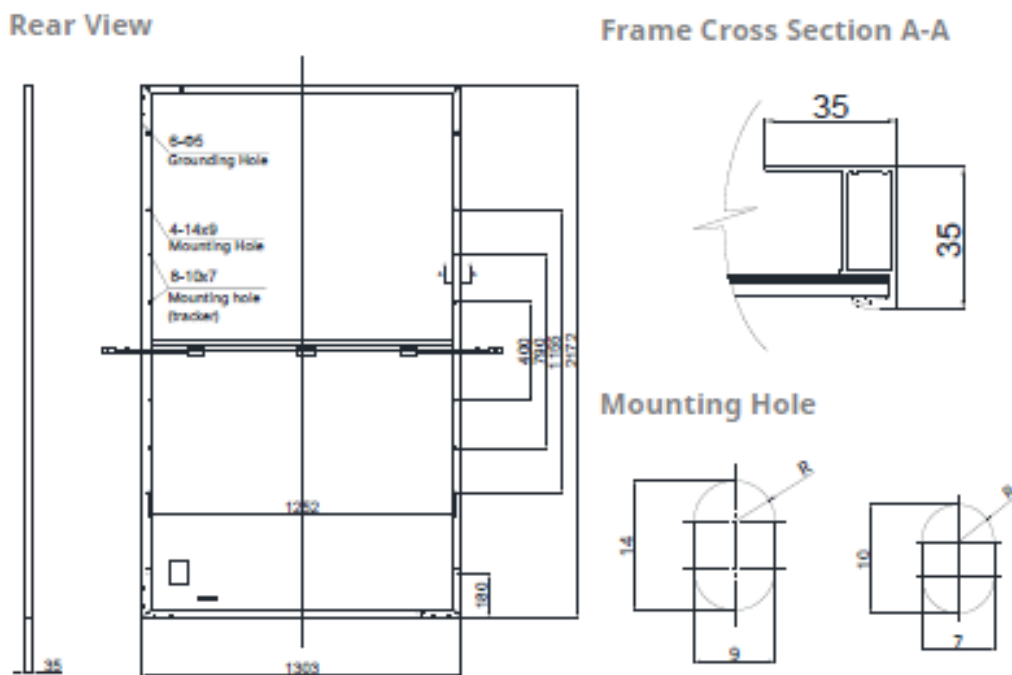 Rear View
Frame Cross Section A-A
35
35
6-Φ5
Grounding Hole
4-14x9
Mounting Hole
8-10x7
Mounting hole
(tracker)
400
790
1100
2172
1252
180
35
1303
Mounting Hole
R
14
9
R
10
7